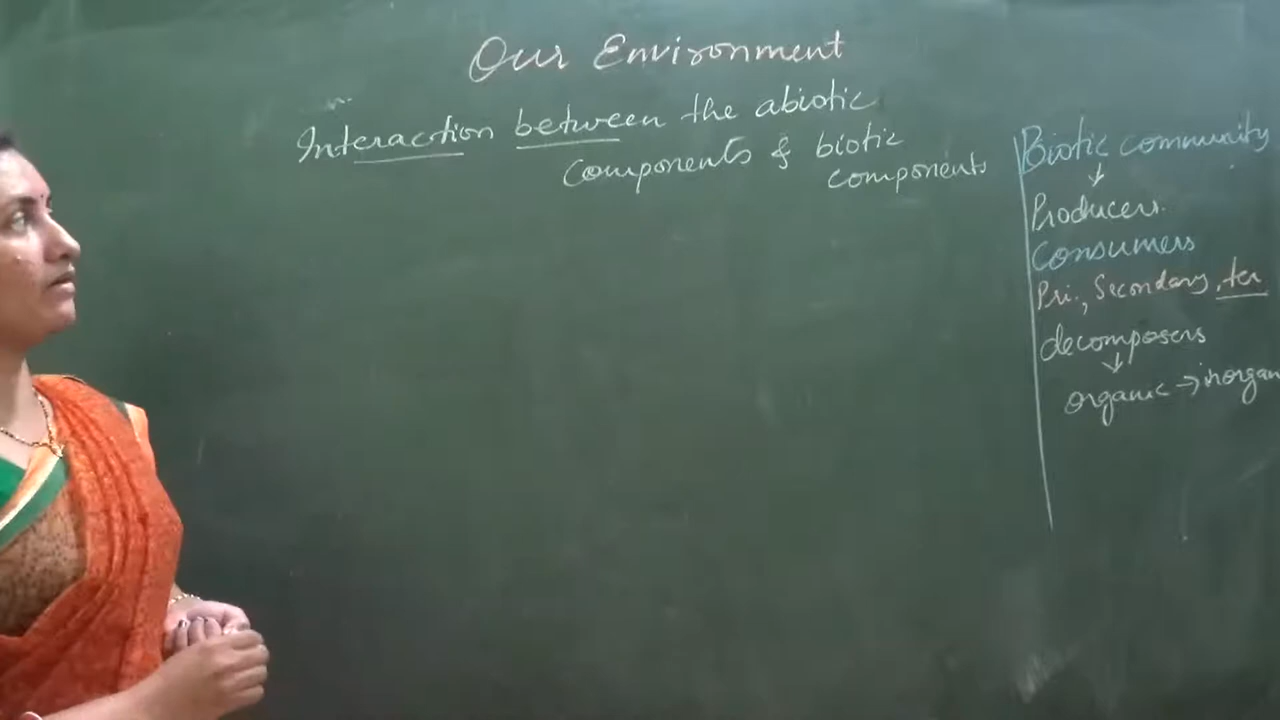 Our Environment
Interaction between the abiotic
components & biotic
components
Biotic community
↓
Producers.
Consumers
Pri., Secondary, ter
decomposers
↓
organic → inorgan